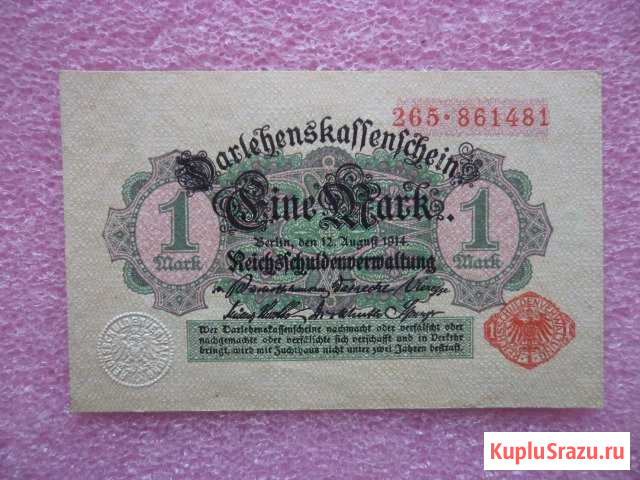 265·861481
Darlehenskassenschein
Eine Mark.
1 Mark
1 Mark
Berlin, den 12. August 1914.
Reichsschuldenverwaltung
Wer Darlehenskassenscheine nachmacht oder verfälscht oder
nachgemachte oder verfälschte sich verschafft und in Verkehr
bringt, wird mit Zuchthaus nicht unter zwei Jahren bestraft.
KupluSrazu.ru